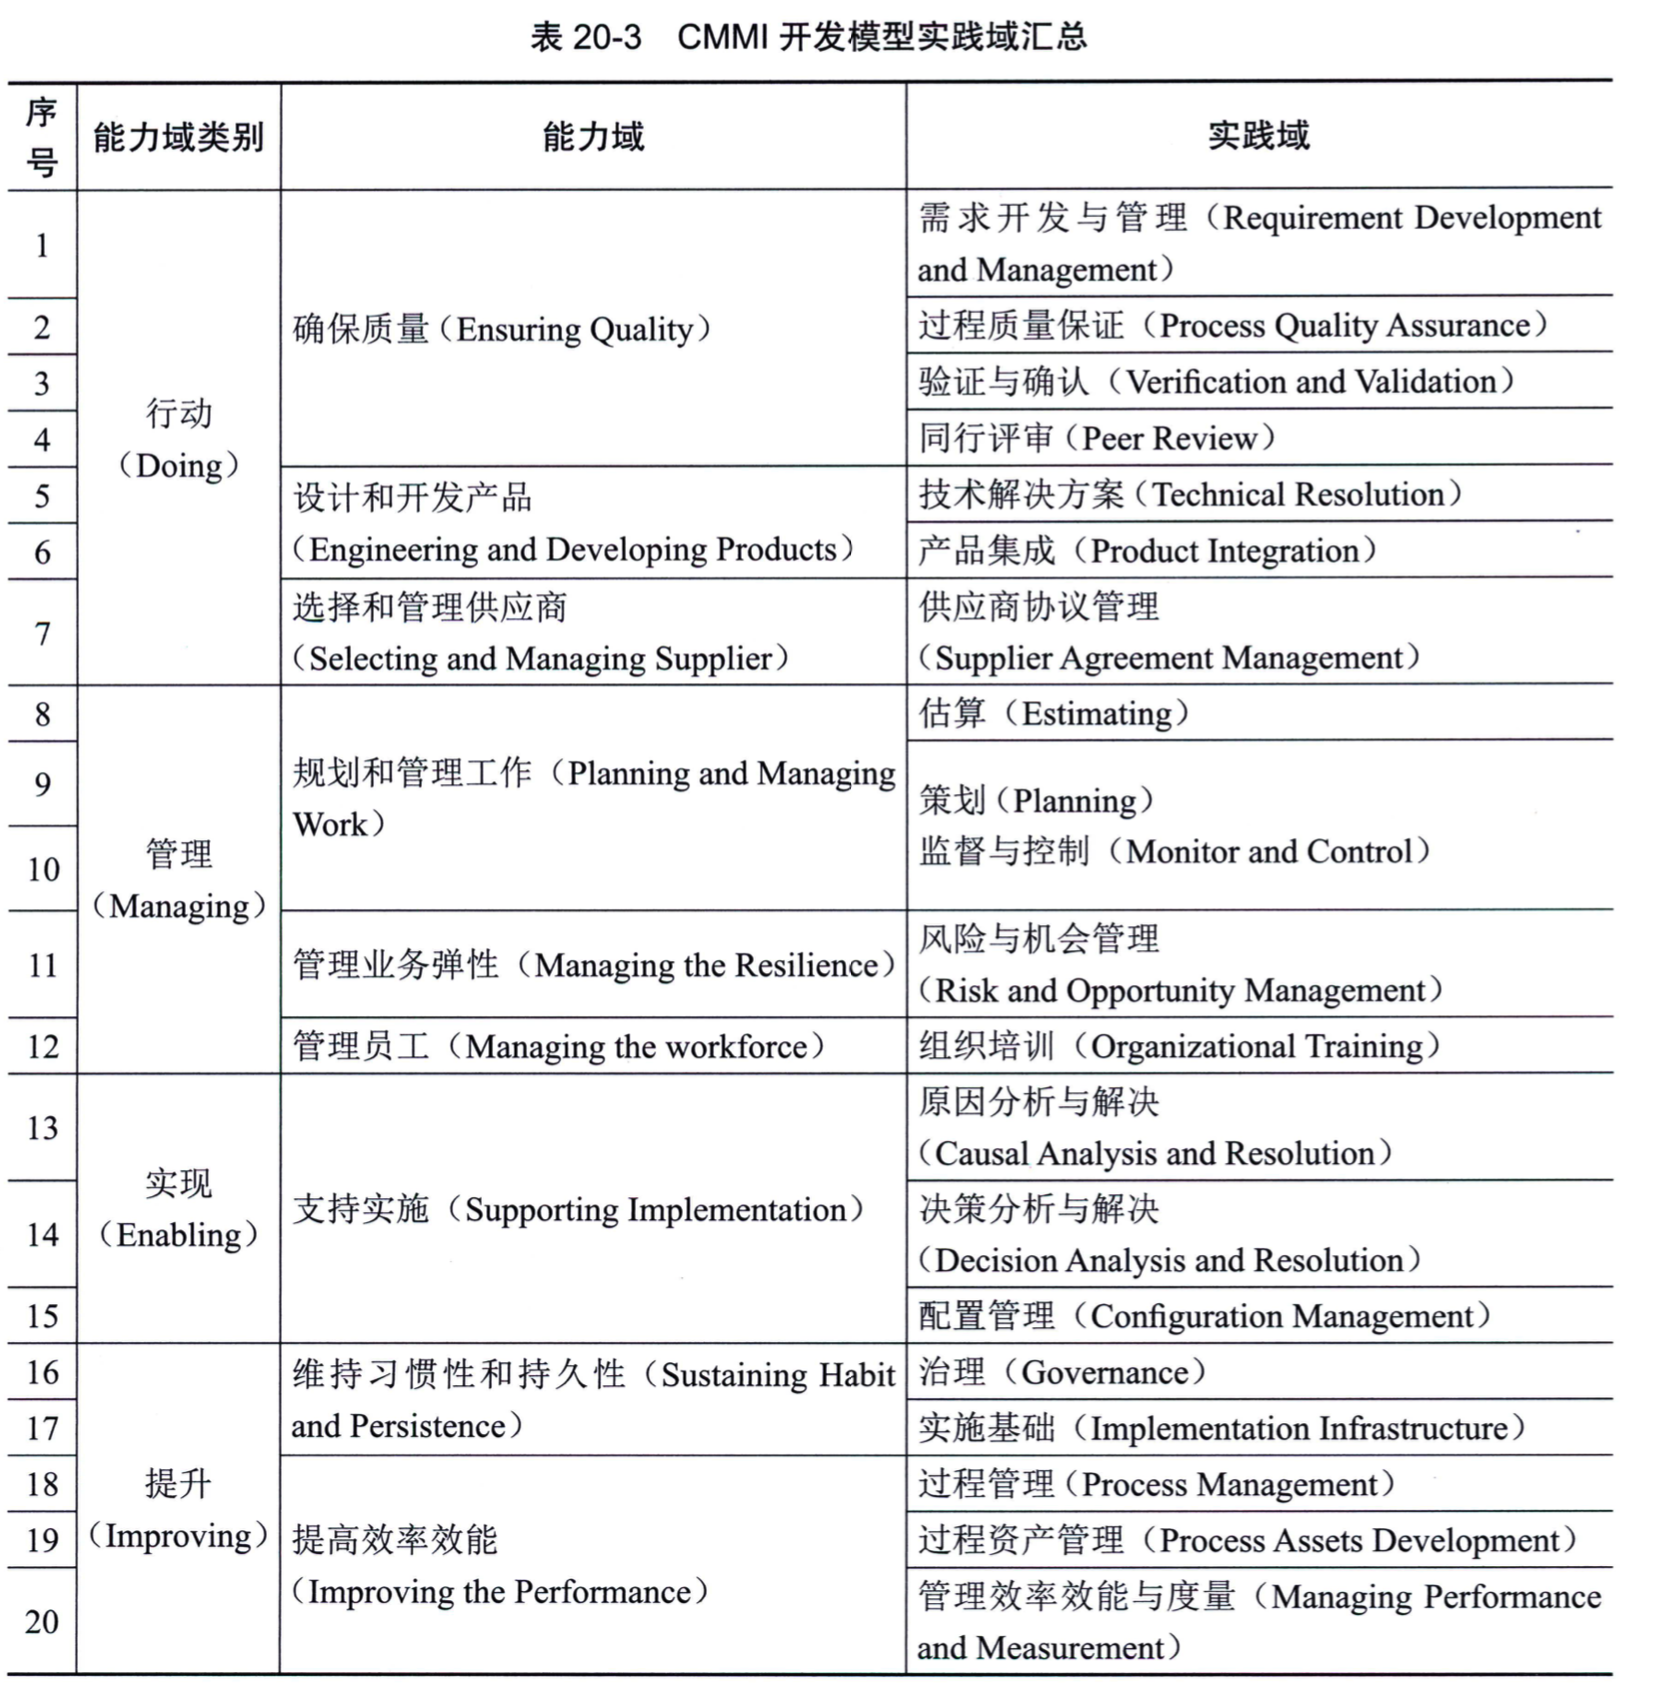 表 20-3 CMMI 开发模型实践域汇总
序号 能力域类别 能力域 实践域
1 行动（Doing） 确保质量（Ensuring Quality） 需求开发与管理（Requirement Development
and Management）
2 过程质量保证（Process Quality Assurance）
3 验证与确认（Verification and Validation）
4 同行评审（Peer Review）
5 设计和开发产品 技术解决方案（Technical Resolution）
6 （Engineering and Developing Products） 产品集成（Product Integration）
7 选择和管理供应商 供应商协议管理
（Selecting and Managing Supplier） （Supplier Agreement Management）
8 管理（Managing） 规划和管理工作（Planning and Managing 估算（Estimating）
Work）
9 策划（Planning）
10 监督与控制（Monitor and Control）
11 管理业务弹性（Managing the Resilience） 风险与机会管理
（Risk and Opportunity Management）
12 管理员工（Managing the workforce） 组织培训（Organizational Training）
13 实现（Enabling） 支持实施（Supporting Implementation） 原因分析与解决
（Causal Analysis and Resolution）
14 决策分析与解决
（Decision Analysis and Resolution）
15 配置管理（Configuration Management）
16 提升（Improving） 维持习惯性和持久性（Sustaining Habit 治理（Governance）
17 and Persistence） 实施基础（Implementation Infrastructure）
18 提高效率效能 过程管理（Process Management）
19 （Improving the Performance） 过程资产管理（Process Assets Development）
20 管理效率效能与度量（Managing Performance
and Measurement）